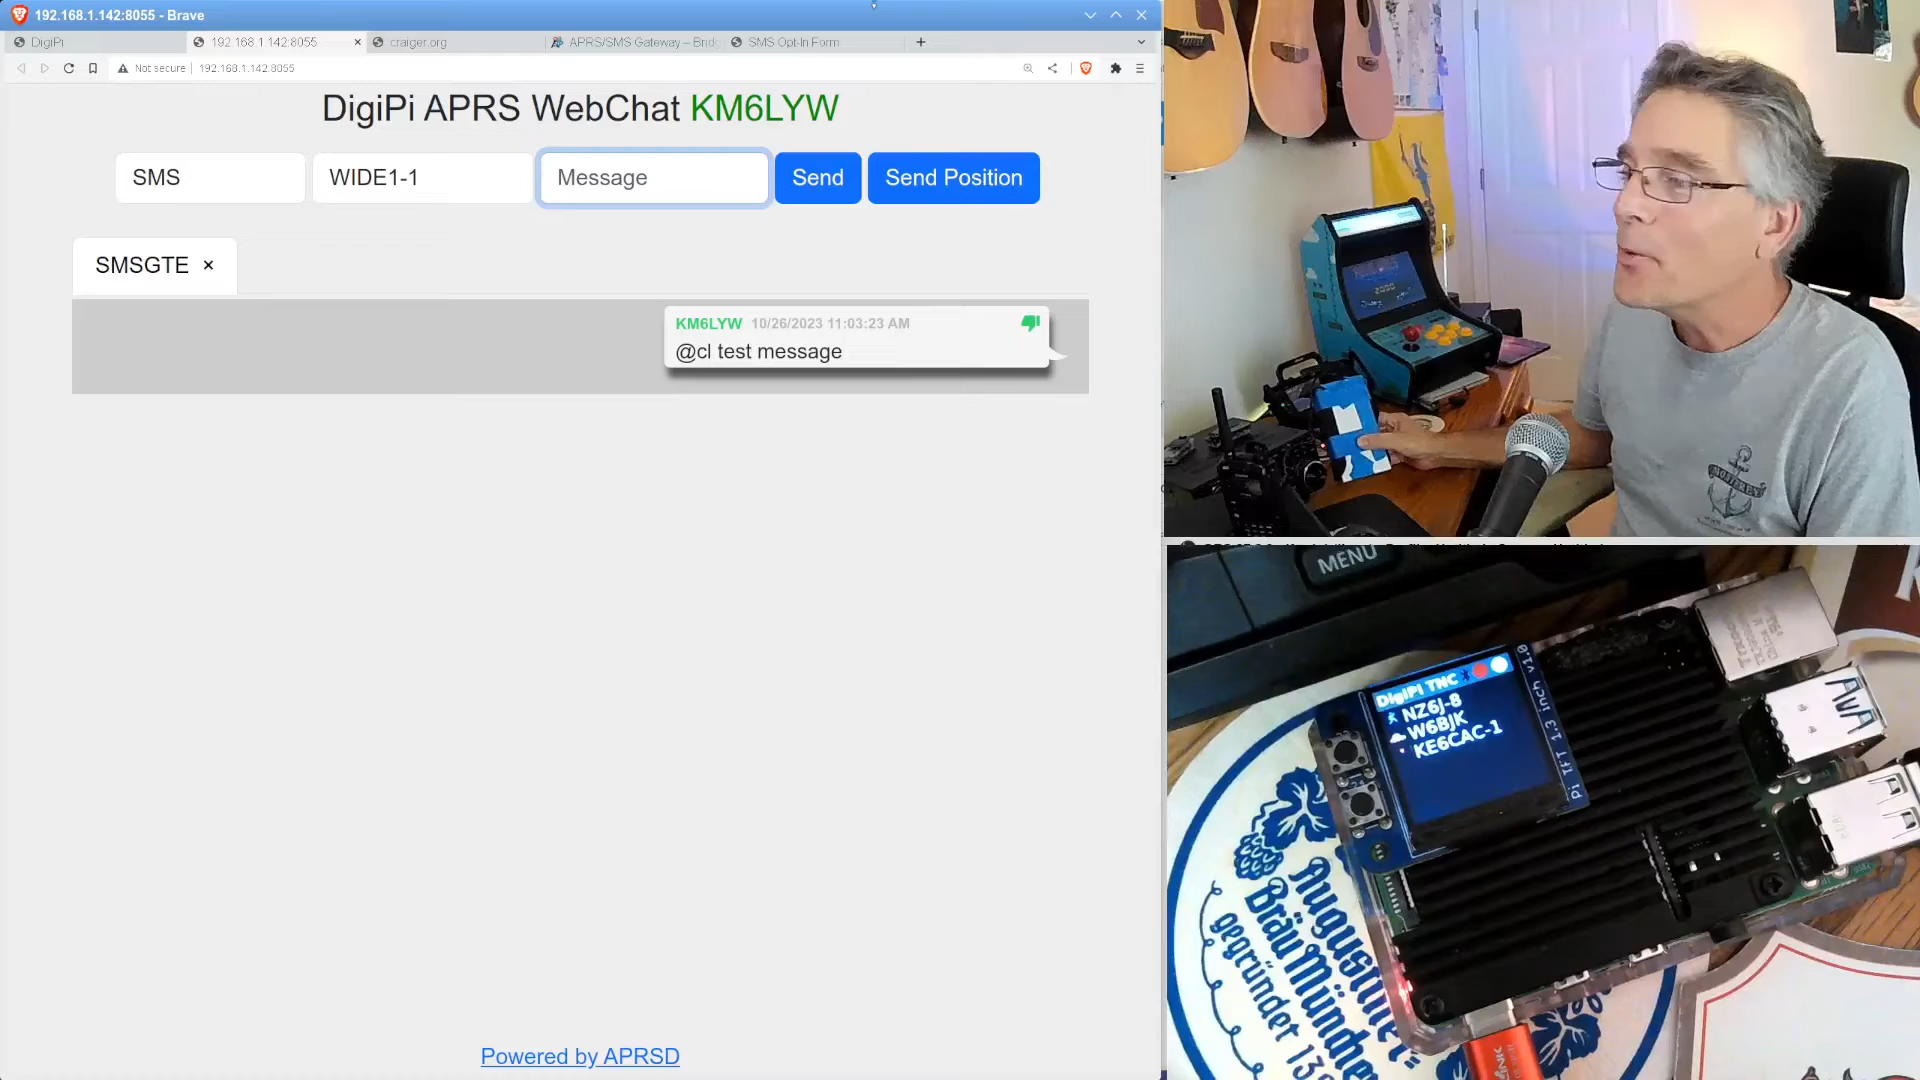 192.168.1.142:8055 - Brave
DigiPi
192.168.1.142:8055
craiger.org
APRS/SMS Gateway – Brid
SMS Opt-In Form
Not secure
192.168.1.142:8055
DigiPi APRS WebChat KM6LYW
SMS
WIDE1-1
Message
Send
Send Position
SMSGTE ×
KM6LYW 10/26/2023 11:03:23 AM
@cl test message
Powered by APRSD
MONTEREY
MENU
DigiPi TNC
NZ6J-8
W6BJK
KE6CAC-1
Pi TFT 1.3 inch v1.0
Augustiner
Bräu München
gegründet 13